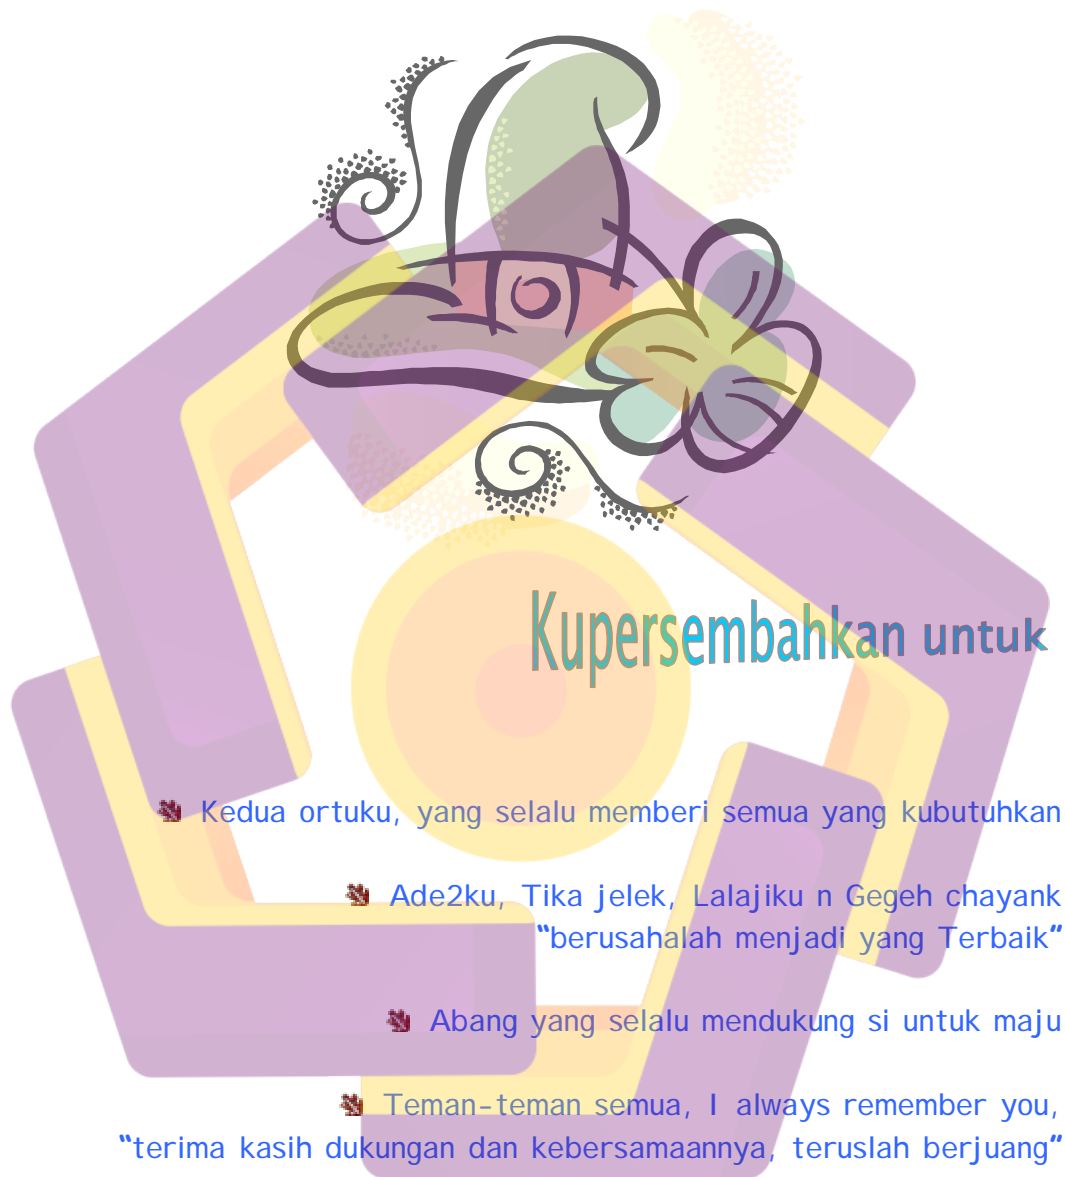 Kupersembahkan untuk
Kedua ortuku, yang selalu memberi semua yang kubutuhkan
Ade2ku, Tika jelek, Lalajiku n Gegeh chayank
"berusahalah menjadi yang Terbaik"
Abang yang selalu mendukung si untuk maju
Teman-teman semua, I always remember you,
"terima kasih dukungan dan kebersamaannya, teruslah berjuang"